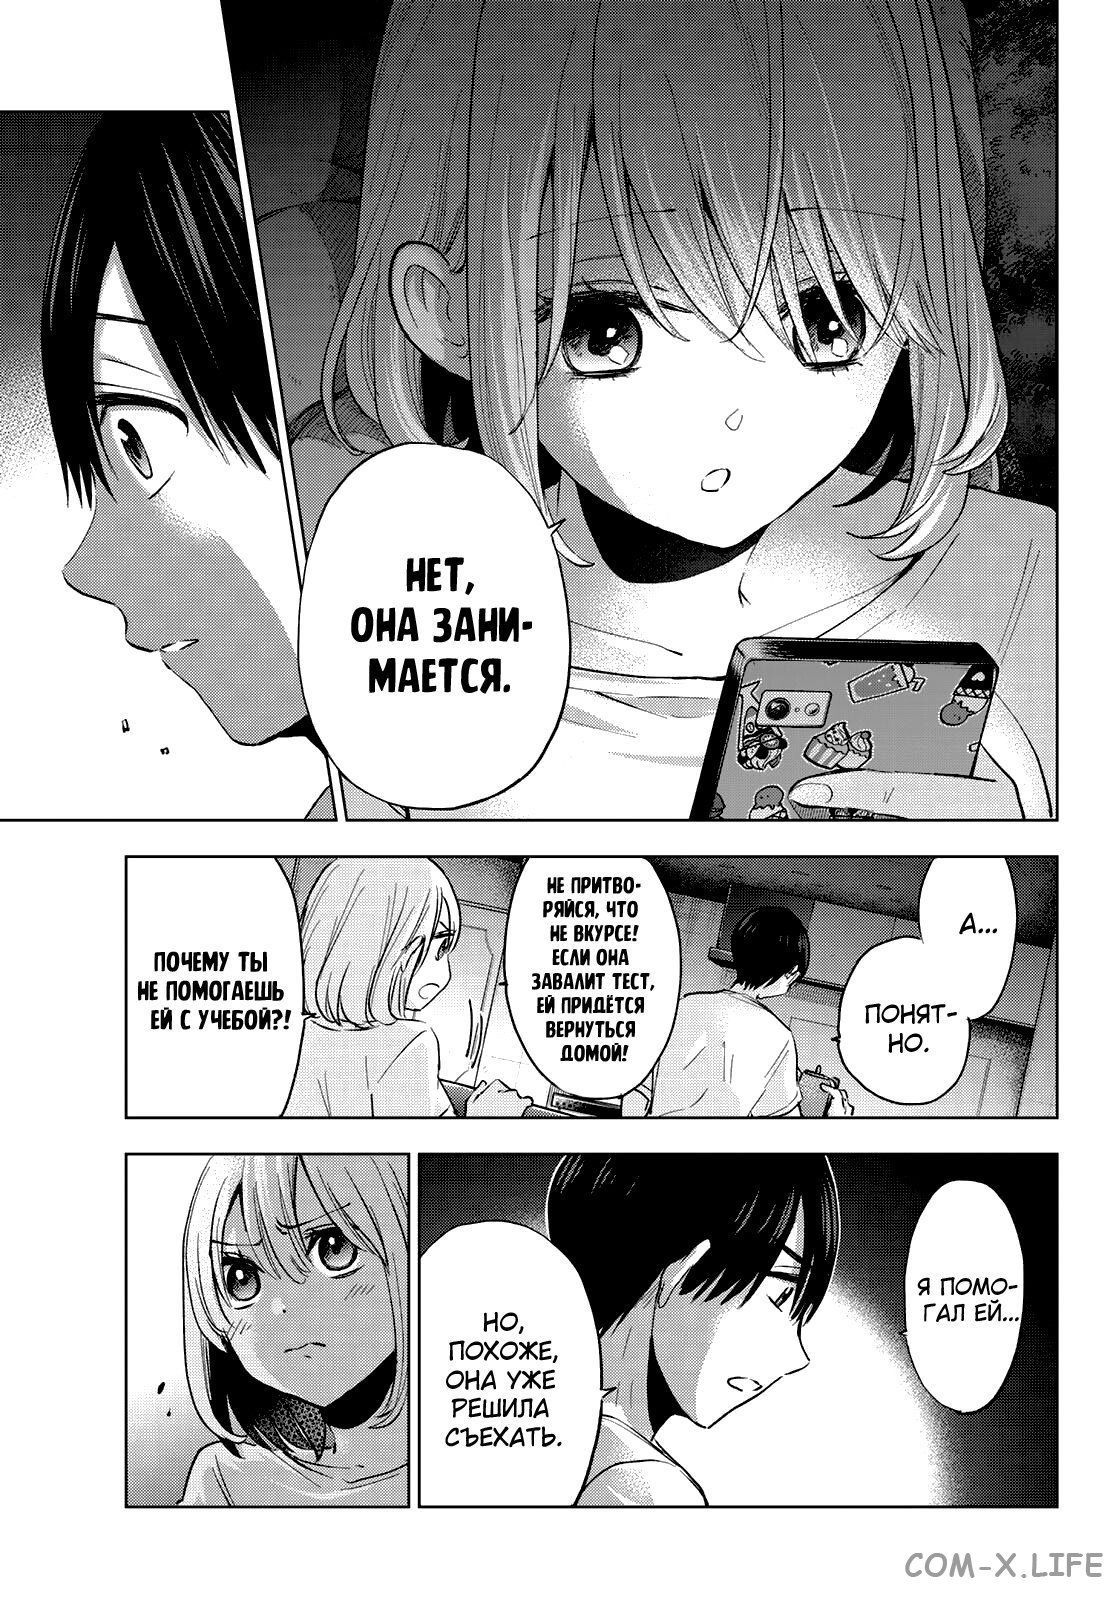 НЕТ,
ОНА ЗАНИ-
МАЕТСЯ.
А...
ПОНЯТ-
НО.
НЕ ПРИТВО-
РЯЙСЯ, ЧТО
НЕ ВКУРСЕ!
ЕСЛИ ОНА
ЗАВАЛИТ ТЕСТ,
ЕЙ ПРИДЁТСЯ
ВЕРНУТЬСЯ
ДОМОЙ!
ПОЧЕМУ ТЫ
НЕ ПОМОГАЕШЬ
ЕЙ С УЧЕБОЙ?!
Я ПОМО-
ГАЛ ЕЙ...
НО,
ПОХОЖЕ,
ОНА УЖЕ
РЕШИЛА
СЪЕХАТЬ.
COM-X.LIFE